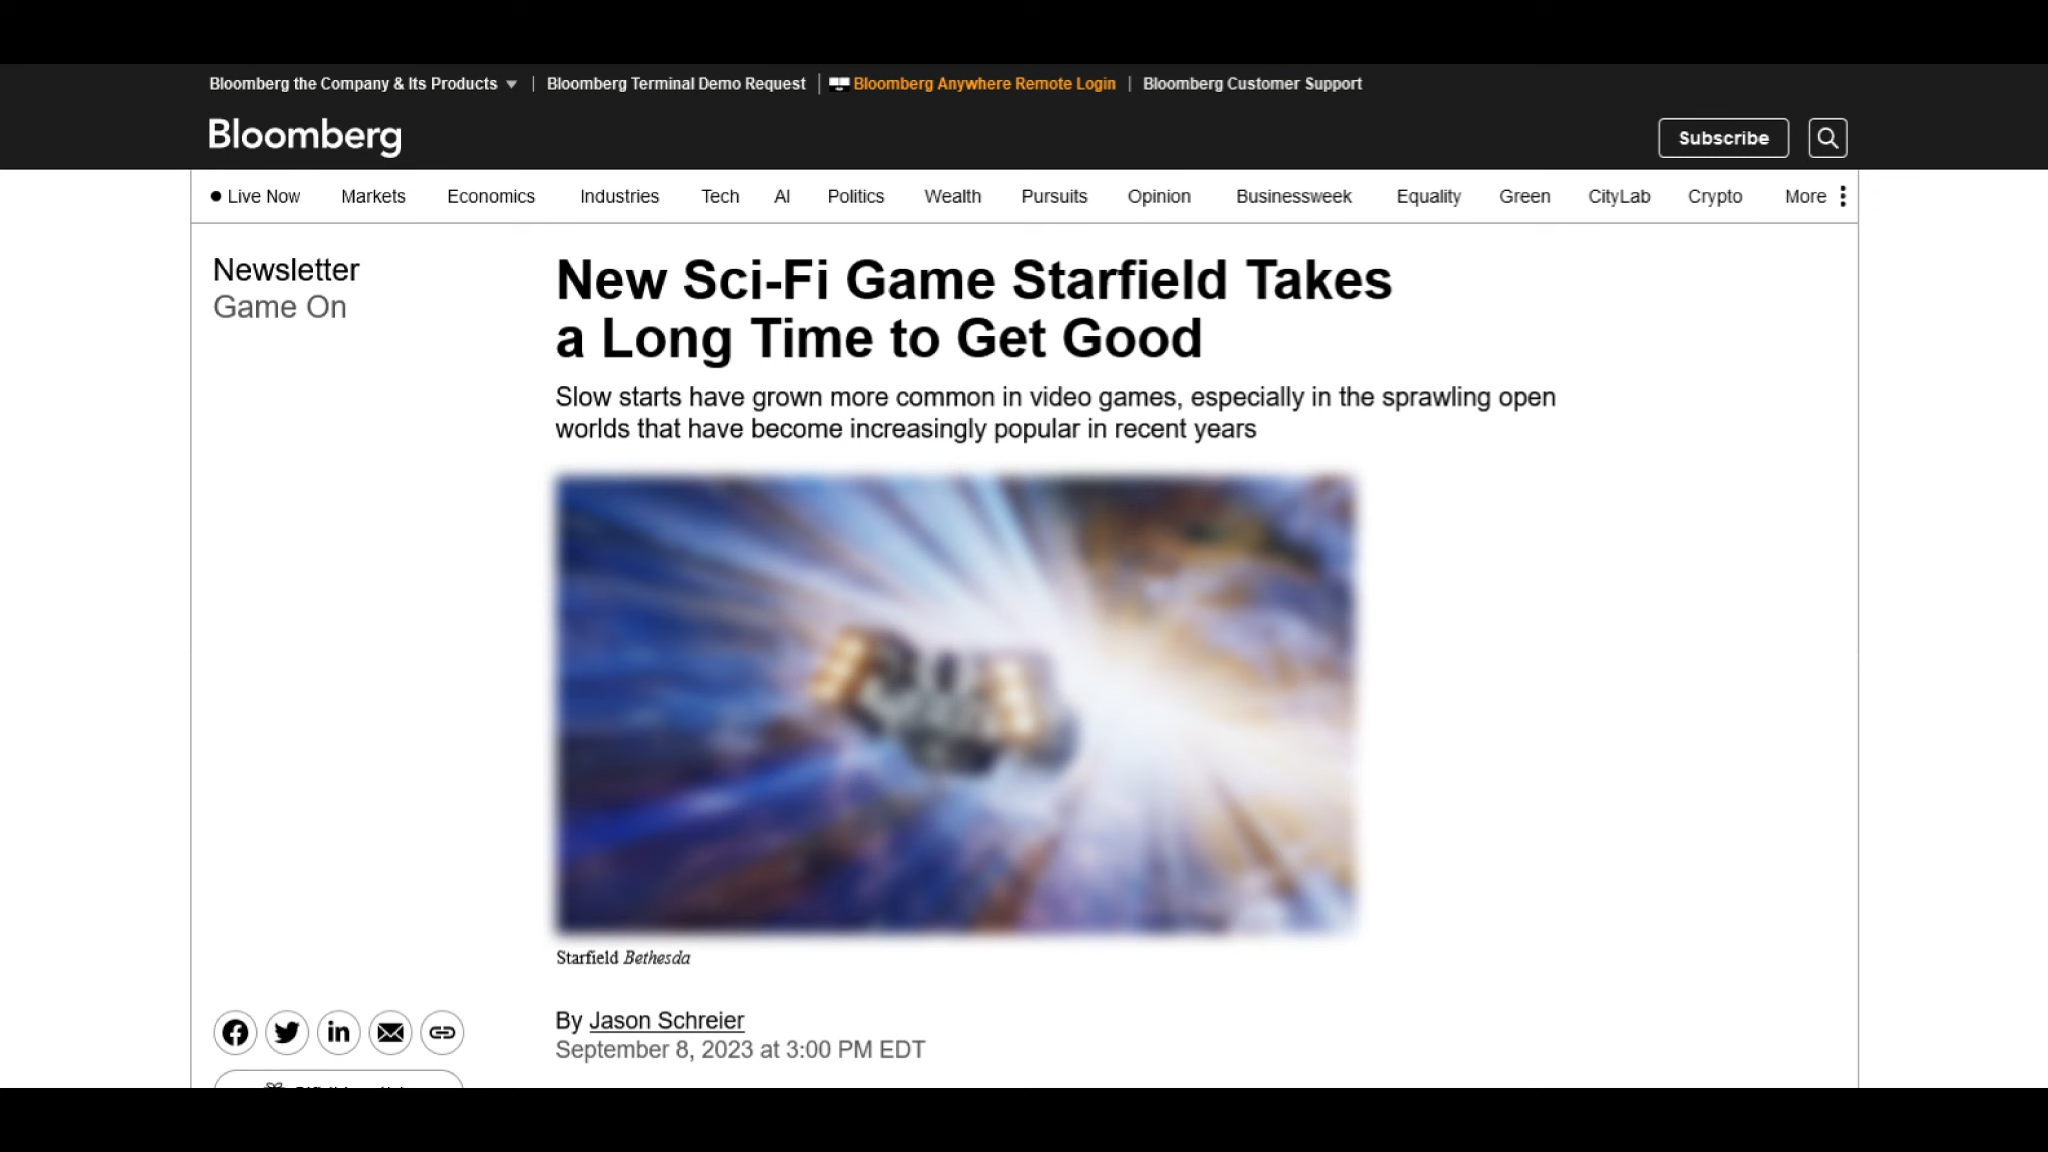 Bloomberg the Company & Its Products
Bloomberg Terminal Demo Request
Bloomberg Anywhere Remote Login
Bloomberg Customer Support
Bloomberg
Subscribe
Live Now
Markets
Economics
Industries
Tech
AI
Politics
Wealth
Pursuits
Opinion
Businessweek
Equality
Green
CityLab
Crypto
More
Newsletter
Game On
New Sci-Fi Game Starfield Takes
a Long Time to Get Good
Slow starts have grown more common in video games, especially in the sprawling open
worlds that have become increasingly popular in recent years
Starfield Bethesda
By Jason Schreier
September 8, 2023 at 3:00 PM EDT